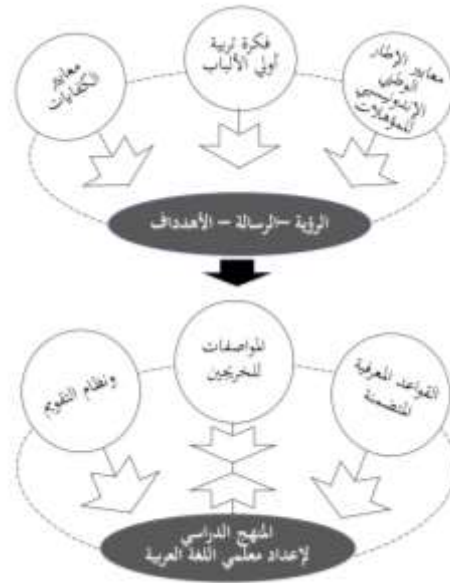 معايير الإطار
الوطني
الإندونيسي
للمؤهلات
فكرة تربية
أولي الألباب
معايير
الكفايات
الرؤية –الرسالة – الأهدداف
القواعد المعرفية
المتضمنة
المواصفات
للخريجين
ونظام التقويم
المنهج الدراسي
لإعداد معلمي اللغة العربية